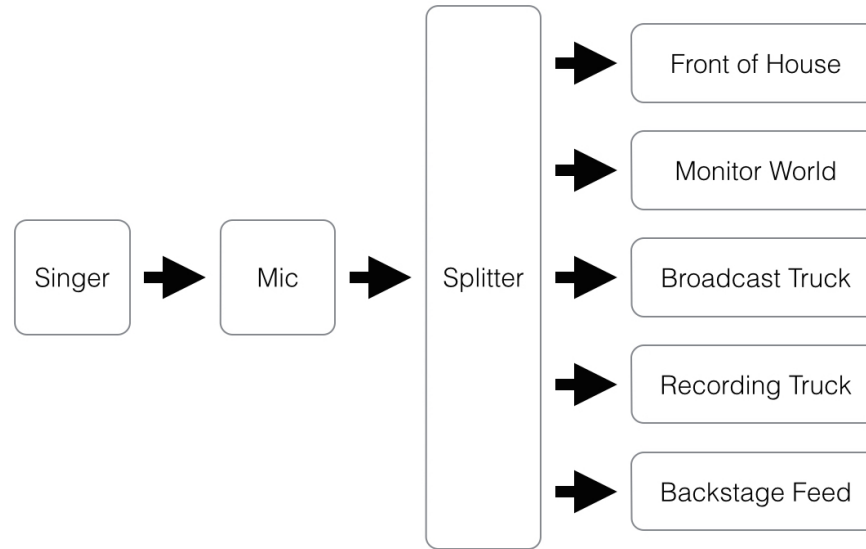 Singer
Mic
Splitter
Front of House
Monitor World
Broadcast Truck
Recording Truck
Backstage Feed